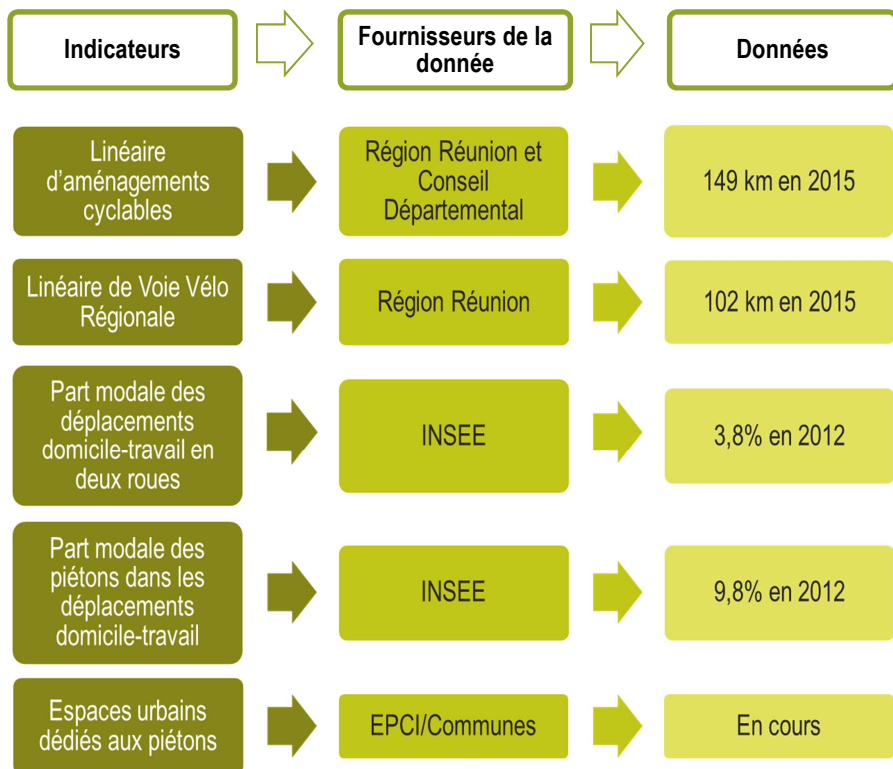 Indicateurs
Fournisseurs de la
donnée
Données
Linéaire
d'aménagements
cyclables
Région Réunion et
Conseil
Départemental
149 km en 2015
Linéaire de Voie Vélo
Régionale
Région Réunion
102 km en 2015
Part modale des
déplacements
domicile-travail en
deux roues
INSEE
3,8% en 2012
Part modale des
piétons dans les
déplacements
domicile-travail
INSEE
9,8% en 2012
Espaces urbains
dédiés aux piétons
EPCI/Communes
En cours